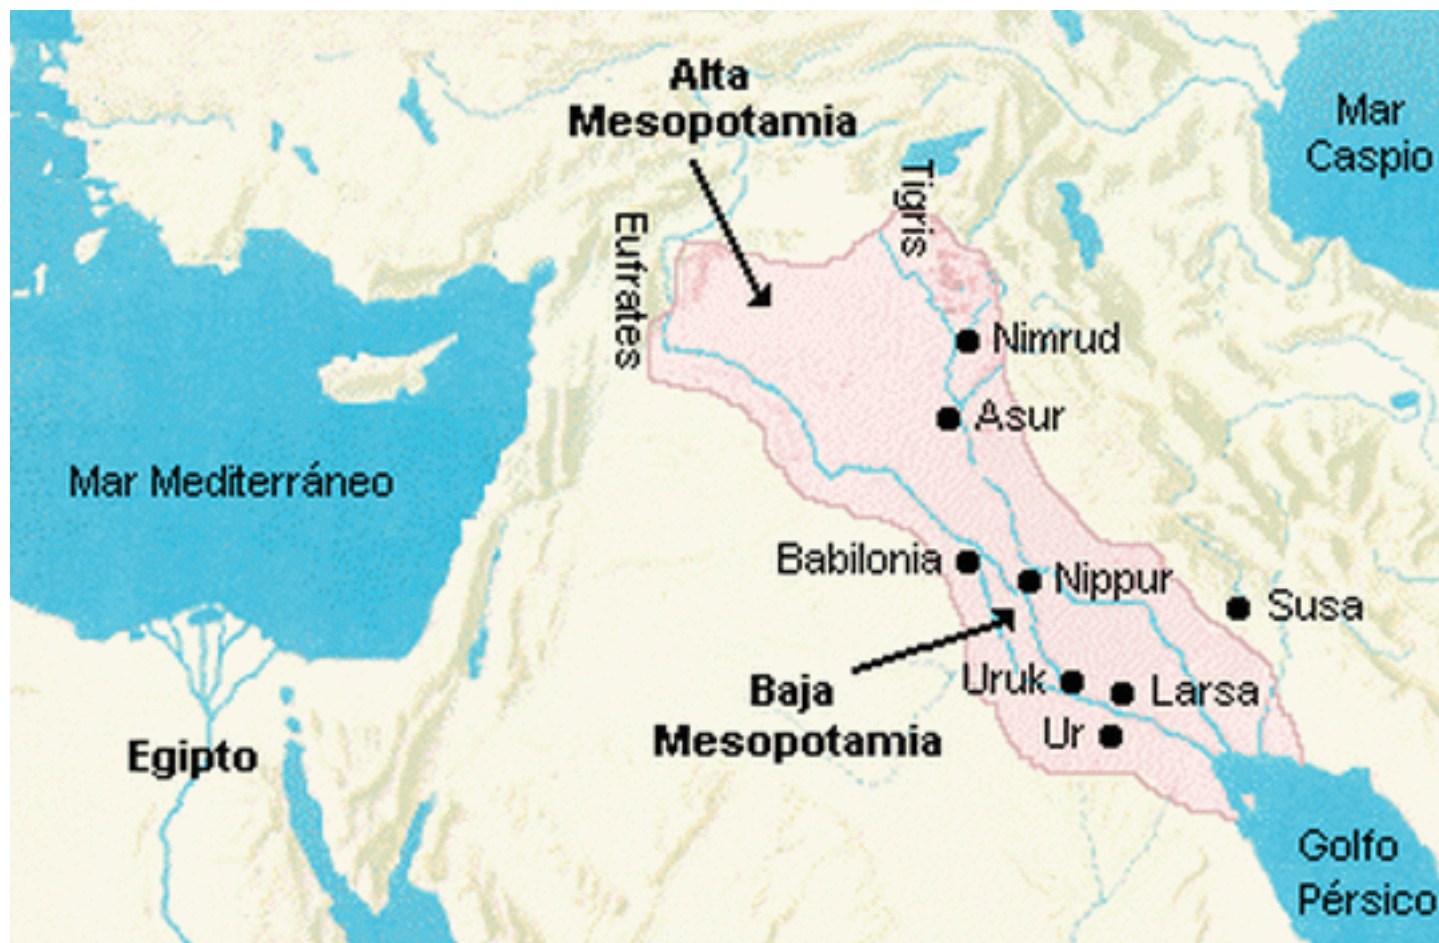 Alta
Mesopotamia
Mar
Caspio
Tigris
Eufrates
Nimrud
Asur
Mar Mediterráneo
Babilonia
Nippur
Susa
Baja
Mesopotamia
Uruk
Larsa
Ur
Egipto
Golfo
Pérsico